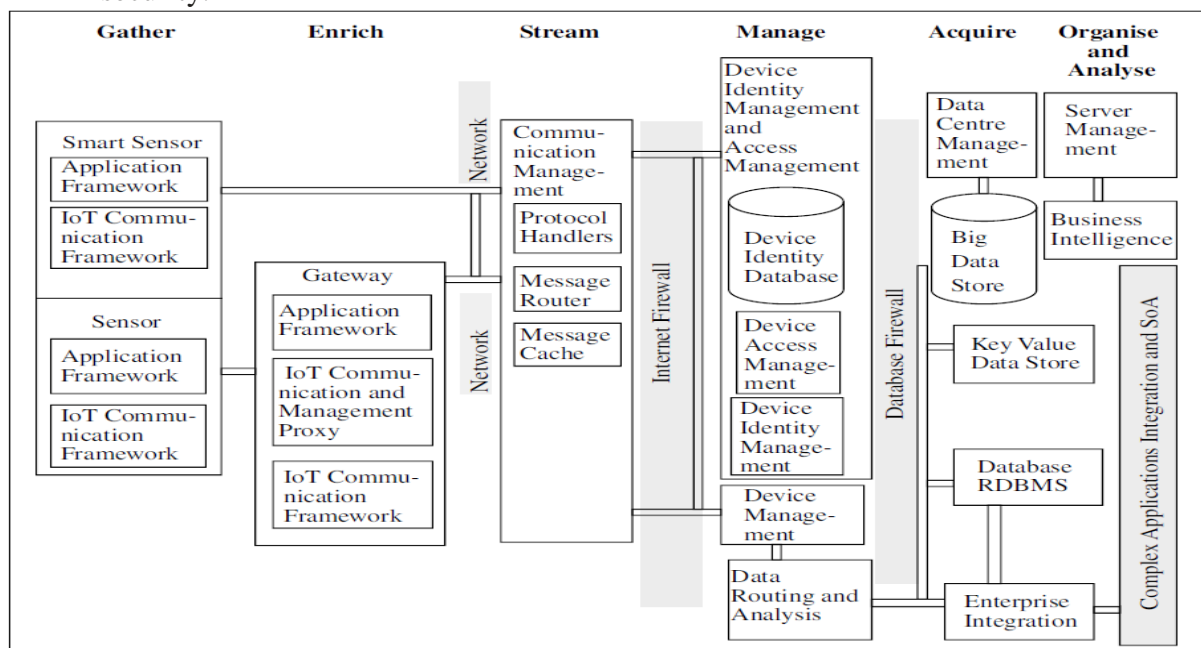 security.
Gather
Enrich
Stream
Manage
Acquire
Organise
and
Analyse
Smart Sensor
Application
Framework
IoT Commu-
nication
Framework
Sensor
Application
Framework
IoT Commu-
nication
Framework
Gateway
Application
Framework
IoT Commu-
nication and
Management
Proxy
IoT Commu-
nication
Framework
Network
Network
Commu-
nication
Manage-
ment
Protocol
Handlers
Message
Router
Message
Cache
Internet Firewall
Device
Identity
Management
and
Access
Management
Device
Identity
Database
Device
Access
Manage-
ment
Device
Identity
Manage-
ment
Device
Manage-
ment
Data
Routing and
Analysis
Database Firewall
Data
Centre
Manage-
ment
Big
Data
Store
Key Value
Data Store
Database
RDBMS
Enterprise
Integration
Server
Manage-
ment
Business
Intelligence
Complex Applications Integration and SoA